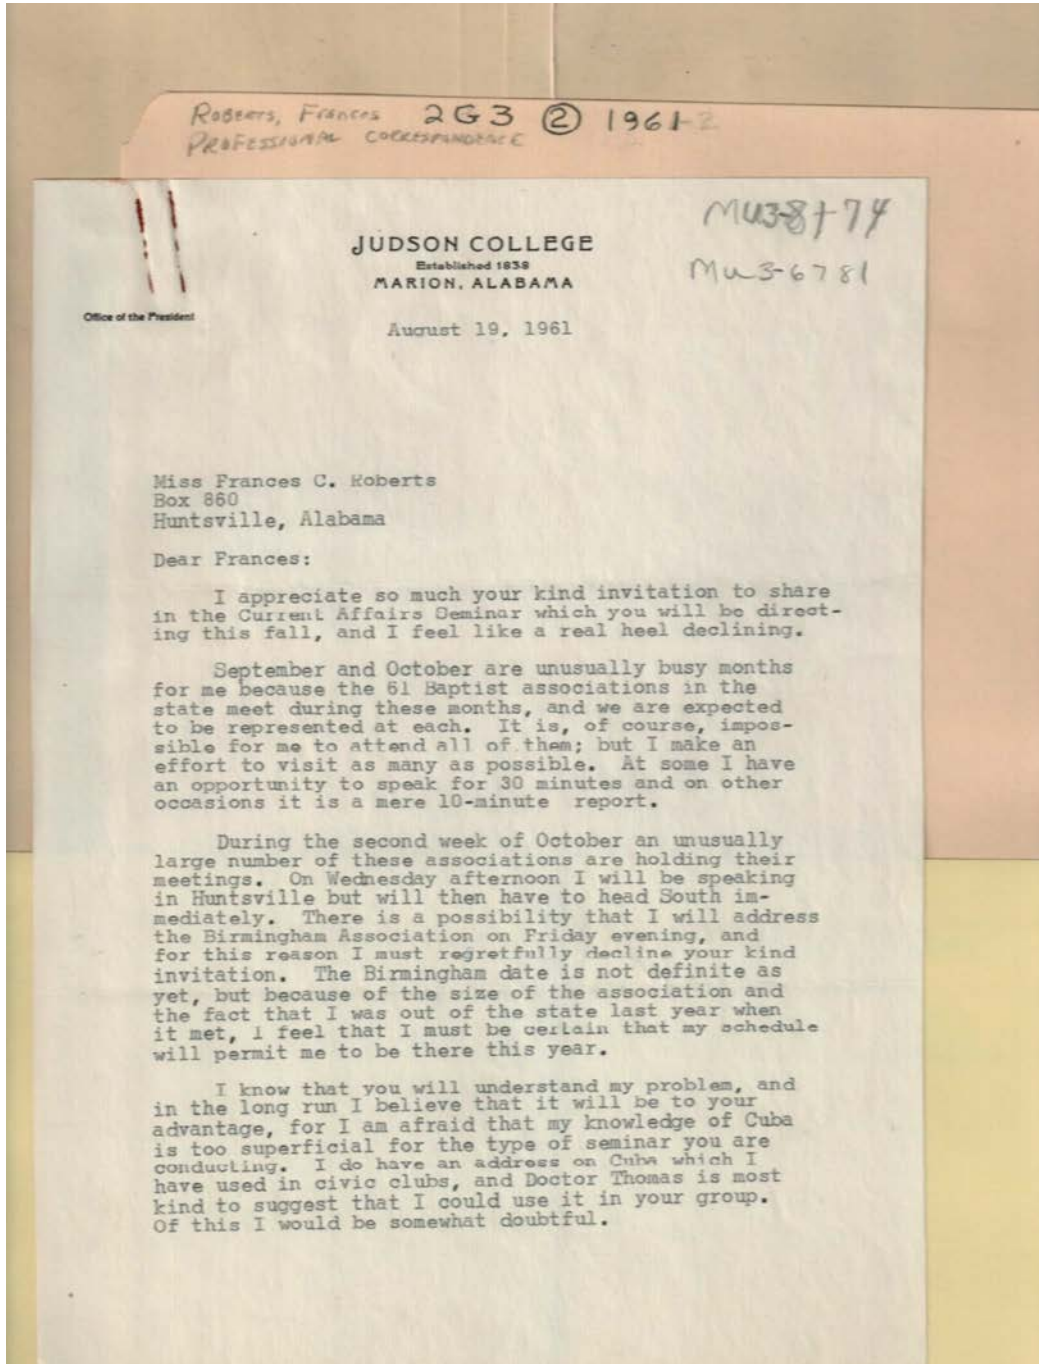 Roberts, Frances 2G3 ② 1961-2
PROFESSIONAL CORRESPONDENCE
MU3-6781
JUDSON COLLEGE
Established 1838
MARION, ALABAMA
Office of the President
August 19, 1961
Miss Frances C. Roberts
Box 860
Huntsville, Alabama
Dear Frances:
I appreciate so much your kind invitation to share
in the Current Affairs Seminar which you will be direct-
ing this fall, and I feel like a real heel declining.
September and October are unusually busy months
for me because the 61 Baptist associations in the
state meet during these months, and we are expected
to be represented at each. It is, of course, impos-
sible for me to attend all of them; but I make an
effort to visit as many as possible. At some I have
an opportunity to speak for 30 minutes and on other
occasions it is a mere 10-minute report.
During the second week of October an unusually
large number of these associations are holding their
meetings. On Wednesday afternoon I will be speaking
in Huntsville but will then have to head South im-
mediately. There is a possibility that I will address
the Birmingham Association on Friday evening, and
for this reason I must regretfully decline your kind
invitation. The Birmingham date is not definite as
yet, but because of the size of the association and
the fact that I was out of the state last year when
it met, I feel that I must be certain that my schedule
will permit me to be there this year.
I know that you will understand my problem, and
in the long run I believe that it will be to your
advantage, for I am afraid that my knowledge of Cuba
is too superficial for the type of seminar you are
conducting. I do have an address on Cuba which I
have used in civic clubs, and Doctor Thomas is most
kind to suggest that I could use it in your group.
Of this I would be somewhat doubtful.